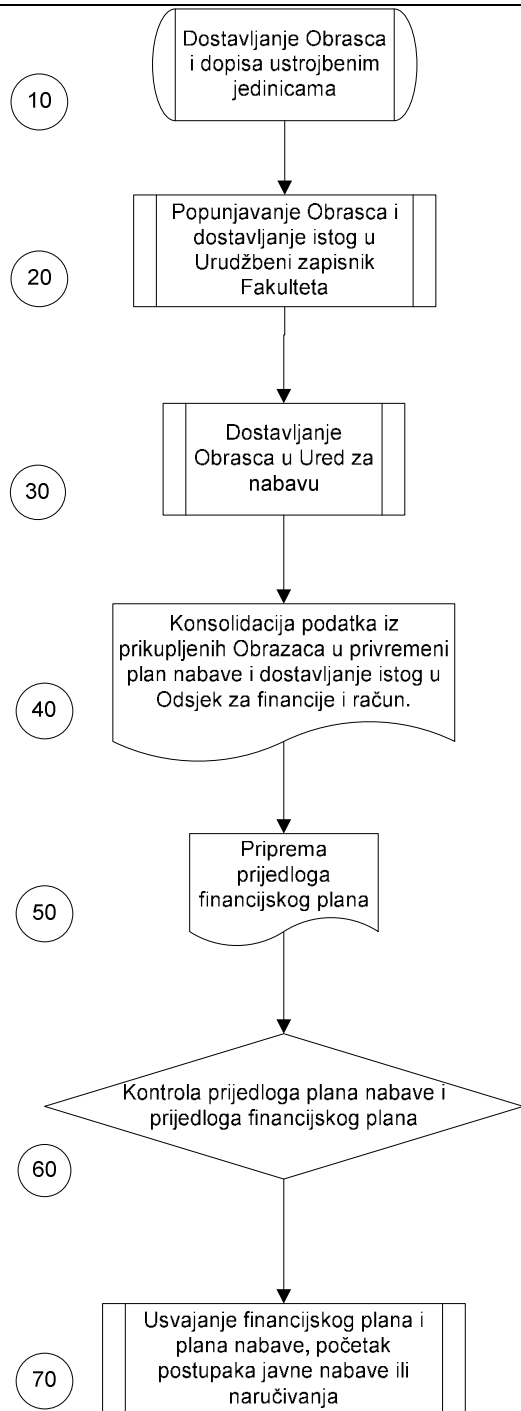 Dostavljanje Obrasca
i dopisa ustrojbenim
jedinicama
10
Popunjavanje Obrasca i
dostavljanje istog u
Urudžbeni zapisnik
Fakulteta
20
Dostavljanje
Obrasca u Ured za
nabavu
30
Konsolidacija podatka iz
prikupljenih Obrazaca u privremeni
plan nabave i dostavljanje istog u
Odsjek za financije i račun.
40
Priprema
prijedloga
financijskog plana
50
Kontrola prijedloga plana nabave i
prijedloga financijskog plana
60
Usvajanje financijskog plana i
plana nabave, početak
postupaka javne nabave ili
naručivanja
70